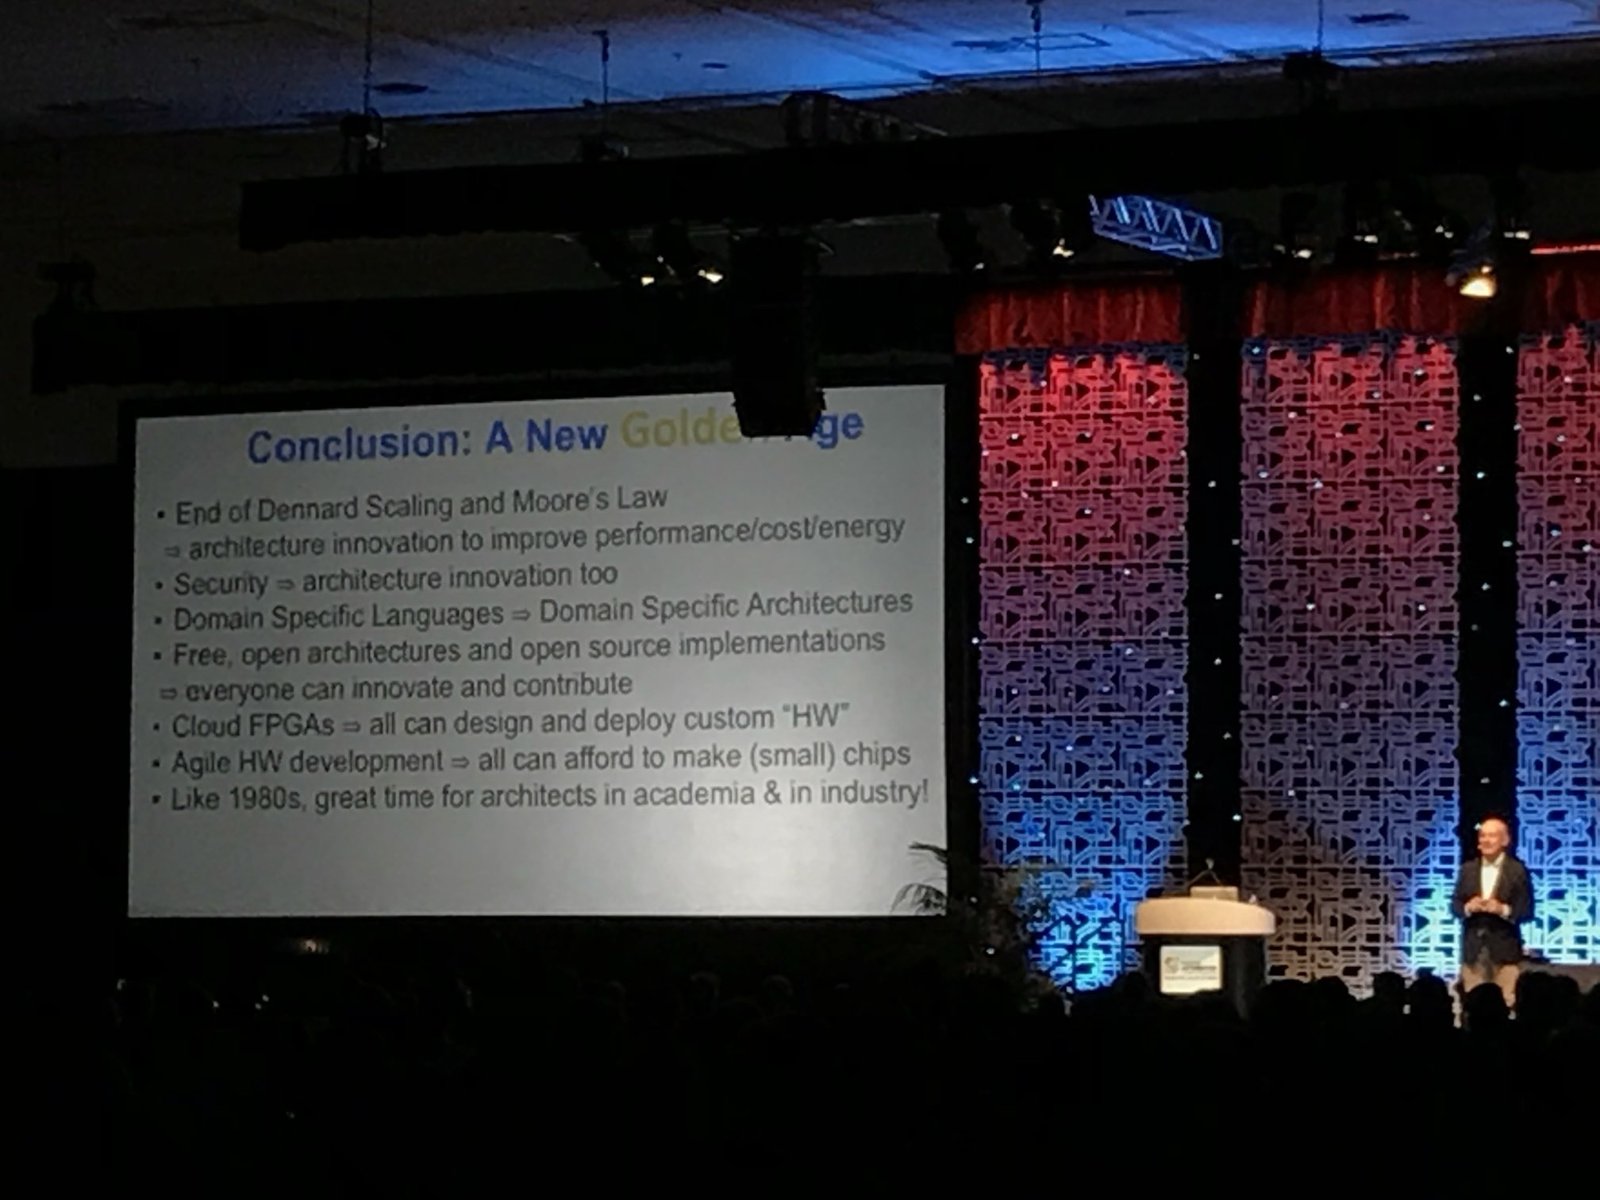 Conclusion: A New Golde ge
• End of Dennard Scaling and Moore's Law
⇒ architecture innovation to improve performance/cost/energy
• Security ⇒ architecture innovation too
• Domain Specific Languages ⇒ Domain Specific Architectures
• Free, open architectures and open source implementations
⇒ everyone can innovate and contribute
• Cloud FPGAs ⇒ all can design and deploy custom "HW"
• Agile HW development ⇒ all can afford to make (small) chips
• Like 1980s, great time for architects in academia & in industry!